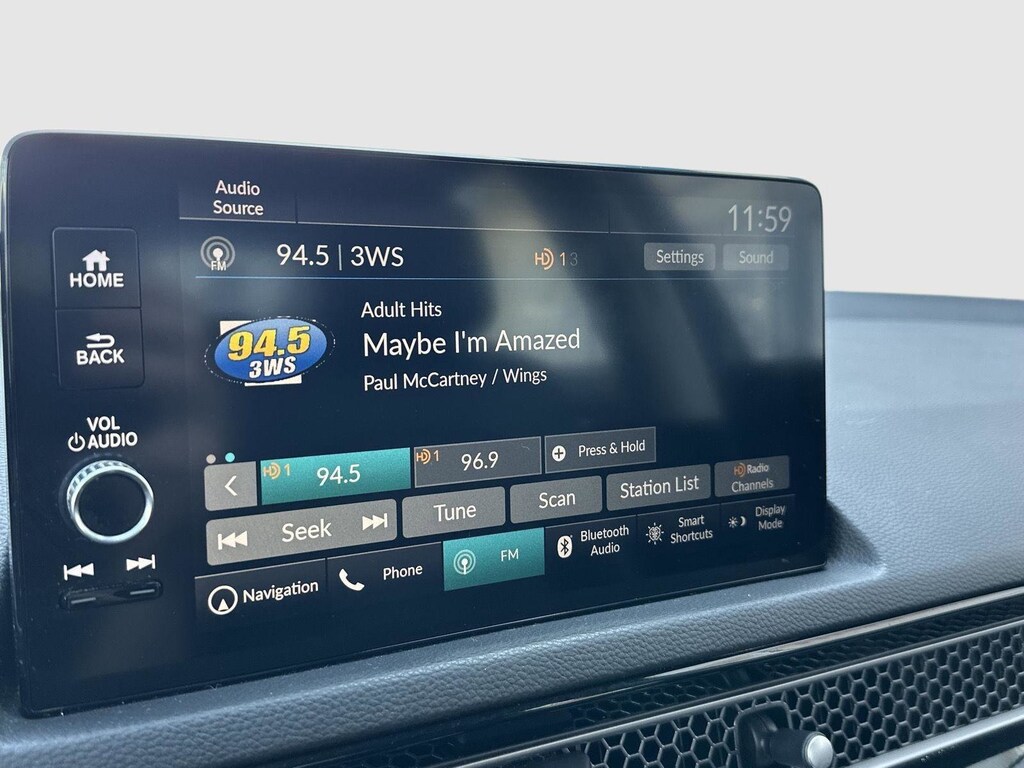 Audio
Source
11:59
FM
94.5 | 3WS
HD 1 3
Settings
Sound
HOME
BACK
VOL
AUDIO
94.5
3WS
Adult Hits
Maybe I'm Amazed
Paul McCartney / Wings
HD 1
94.5
HD 1
96.9
Press & Hold
Seek
Tune
Scan
Station List
HD Radio
Channels
Navigation
Phone
FM
Bluetooth
Audio
Smart
Shortcuts
Display
Mode